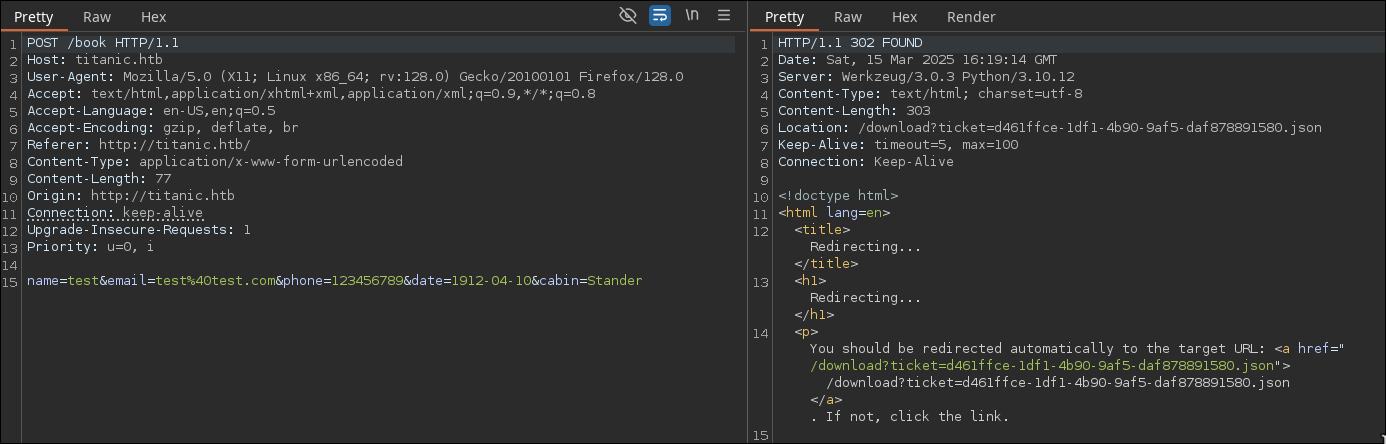 Pretty Raw Hex \n
1 POST /book HTTP/1.1
2 Host: titanic.htb
3 User-Agent: Mozilla/5.0 (X11; Linux x86_64; rv:128.0) Gecko/20100101 Firefox/128.0
4 Accept: text/html,application/xhtml+xml,application/xml;q=0.9,*/*;q=0.8
5 Accept-Language: en-US,en;q=0.5
6 Accept-Encoding: gzip, deflate, br
7 Referer: http://titanic.htb/
8 Content-Type: application/x-www-form-urlencoded
9 Content-Length: 77
10 Origin: http://titanic.htb
11 Connection: keep-alive
12 Upgrade-Insecure-Requests: 1
13 Priority: u=0, i
14
15 name=test&email=test%40test.com&phone=123456789&date=1912-04-10&cabin=Stander
Pretty Raw Hex Render
1 HTTP/1.1 302 FOUND
2 Date: Sat, 15 Mar 2025 16:19:14 GMT
3 Server: Werkzeug/3.0.3 Python/3.10.12
4 Content-Type: text/html; charset=utf-8
5 Content-Length: 303
6 Location: /download?ticket=d461ffce-1df1-4b90-9af5-daf878891580.json
7 Keep-Alive: timeout=5, max=100
8 Connection: Keep-Alive
9
10 <!doctype html>
11 <html lang=en>
12 <title>
Redirecting...
</title>
13 <h1>
Redirecting...
</h1>
14 <p>
You should be redirected automatically to the target URL: <a href="
/download?ticket=d461ffce-1df1-4b90-9af5-daf878891580.json">
/download?ticket=d461ffce-1df1-4b90-9af5-daf878891580.json
</a>
. If not, click the link.
15